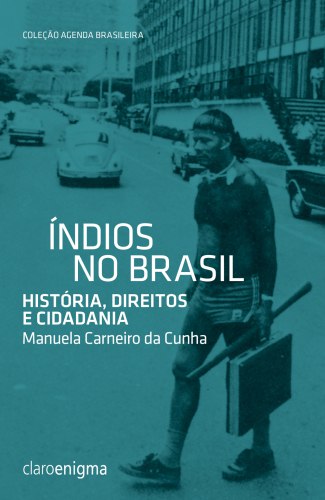 COLEÇÃO AGENDA BRASILEIRA
ÍNDIOS
NO BRASIL
HISTÓRIA, DIREITOS
E CIDADANIA
Manuela Carneiro da Cunha
claroenigma